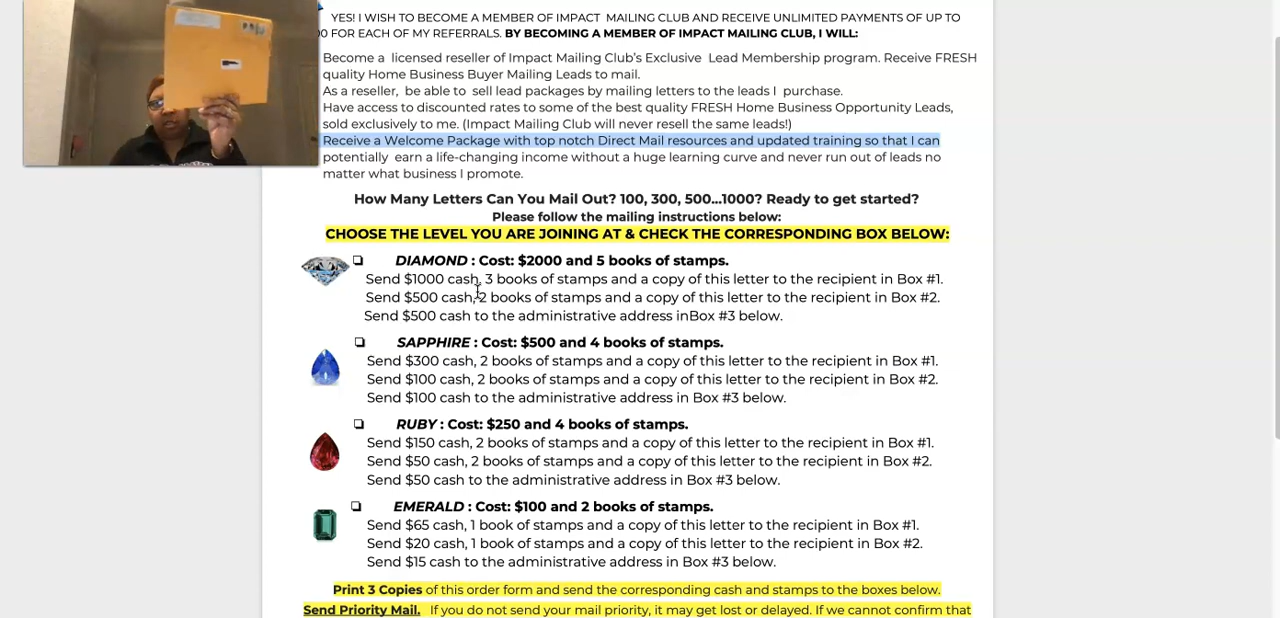 YES! I WISH TO BECOME A MEMBER OF IMPACT MAILING CLUB AND RECEIVE UNLIMITED PAYMENTS OF UP TO
FOR EACH OF MY REFERRALS. BY BECOMING A MEMBER OF IMPACT MAILING CLUB, I WILL:
Become a licensed reseller of Impact Mailing Club's Exclusive Lead Membership program. Receive FRESH
quality Home Business Buyer Mailing Leads to mail.
As a reseller, be able to sell lead packages by mailing letters to the leads I purchase.
Have access to discounted rates to some of the best quality FRESH Home Business Opportunity Leads,
sold exclusively to me. (Impact Mailing Club will never resell the same leads!)
Receive a Welcome Package with top notch Direct Mail resources and updated training so that I can
potentially earn a life-changing income without a huge learning curve and never run out of leads no
matter what business I promote.
How Many Letters Can You Mail Out? 100, 300, 500...1000? Ready to get started?
Please follow the mailing instructions below:
CHOOSE THE LEVEL YOU ARE JOINING AT & CHECK THE CORRESPONDING BOX BELOW:
DIAMOND : Cost: $2000 and 5 books of stamps.
Send $1000 cash, 3 books of stamps and a copy of this letter to the recipient in Box #1.
Send $500 cash, 2 books of stamps and a copy of this letter to the recipient in Box #2.
Send $500 cash to the administrative address inBox #3 below.
SAPPHIRE : Cost: $500 and 4 books of stamps.
Send $300 cash, 2 books of stamps and a copy of this letter to the recipient in Box #1.
Send $100 cash, 2 books of stamps and a copy of this letter to the recipient in Box #2.
Send $100 cash to the administrative address in Box #3 below.
RUBY : Cost: $250 and 4 books of stamps.
Send $150 cash, 2 books of stamps and a copy of this letter to the recipient in Box #1.
Send $50 cash, 2 books of stamps and a copy of this letter to the recipient in Box #2.
Send $50 cash to the administrative address in Box #3 below.
EMERALD : Cost: $100 and 2 books of stamps.
Send $65 cash, 1 book of stamps and a copy of this letter to the recipient in Box #1.
Send $20 cash, 1 book of stamps and a copy of this letter to the recipient in Box #2.
Send $15 cash to the administrative address in Box #3 below.
Print 3 Copies of this order form and send the corresponding cash and stamps to the boxes below.
Send Priority Mail. If you do not send your mail priority, it may get lost or delayed. If we cannot confirm that